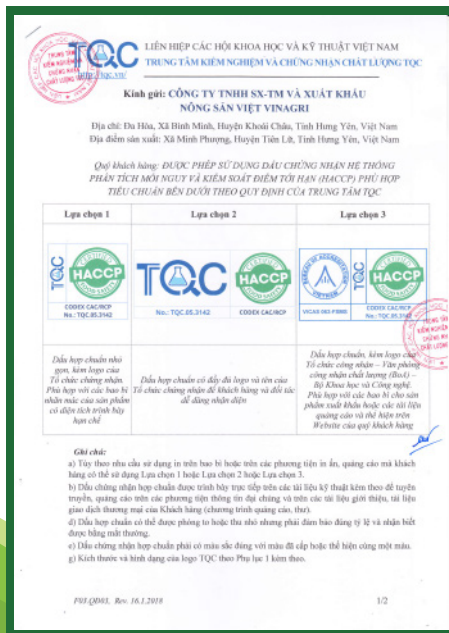 TQC
LIÊN HIỆP CÁC HỘI KHOA HỌC VÀ KỸ THUẬT VIỆT NAM
TRUNG TÂM KIỂM NGHIỆM VÀ CHỨNG NHẬN CHẤT LƯỢNG TQC
Kính gửi: CÔNG TY TNHH SX-TM VÀ XUẤT KHẨU
NÔNG SẢN VIỆT VINAGRI
Địa chỉ: Đa Hòa, Xã Bình Minh, Huyện Khoái Châu, Tỉnh Hưng Yên, Việt Nam
Địa điểm sản xuất: Xã Minh Phượng, Huyện Tiên Lữ, Tỉnh Hưng Yên, Việt Nam
Quý khách hàng: ĐƯỢC PHÉP SỬ DỤNG DẤU CHỨNG NHẬN HỆ THỐNG
PHÂN TÍCH MỐI NGUY VÀ KIỂM SOÁT ĐIỂM TỚI HẠN (HACCP) PHÙ HỢP
TIÊU CHUẨN BÊN DƯỚI THEO QUY ĐỊNH CỦA TRUNG TÂM TQC
Lựa chọn 1
Lựa chọn 2
Lựa chọn 3
TQC
HACCP
CODEX CAC/RCP
No.: TQC.85.3142
TQC
HACCP
No.: TQC.85.3142
CODEX CAC/RCP
BUREAU OF ACCREDITATION
VIETNAM
TQC
HACCP
CODEX CAC/RCP
No.: TQC.85.3142
Dấu hợp chuẩn nhỏ
gọn, kèm logo của
Tổ chức chứng nhận.
Phù hợp với các bao bì
nhãn mác của sản phẩm
có diện tích trình bày
hạn chế
Dấu hợp chuẩn có đầy đủ logo và tên của
Tổ chức chứng nhận để khách hàng và đối tác
dễ dàng nhận diện
Dấu hợp chuẩn, kèm logo của
Tổ chức công nhận – Văn phòng
công nhận chất lượng (BoA) –
Bộ Khoa học và Công nghệ.
Phù hợp với các bao bì cho sản
phẩm xuất khẩu hoặc các tài liệu
quảng cáo và thể hiện trên
Website của quý khách hàng
Ghi chú:
a) Tùy theo nhu cầu sử dụng in trên bao bì hoặc trên các phương tiện in ấn, quảng cáo mà khách
hàng có thể sử dụng Lựa chọn 1 hoặc Lựa chọn 2 hoặc Lựa chọn 3.
b) Dấu chứng nhận hợp chuẩn được trình bày trực tiếp trên các tài liệu kỹ thuật kèm theo để tuyên
truyền, quảng cáo trên các phương tiện thông tin đại chúng và trên các tài liệu giới thiệu, tài liệu
giao dịch thương mại của Khách hàng (chương trình quảng cáo, thư).
d) Dấu hợp chuẩn có thể được phóng to hoặc thu nhỏ nhưng phải đảm bảo đúng tỷ lệ và nhận biết
được bằng mắt thường.
e) Dấu chứng nhận hợp chuẩn phải có màu sắc đúng với màu đã cấp hoặc thể hiện cùng một màu.
g) Kích thước và hình dạng của logo TQC theo Phụ lục 1 kèm theo.
F03.QĐ03, Rev. 16.1.2018
1/2